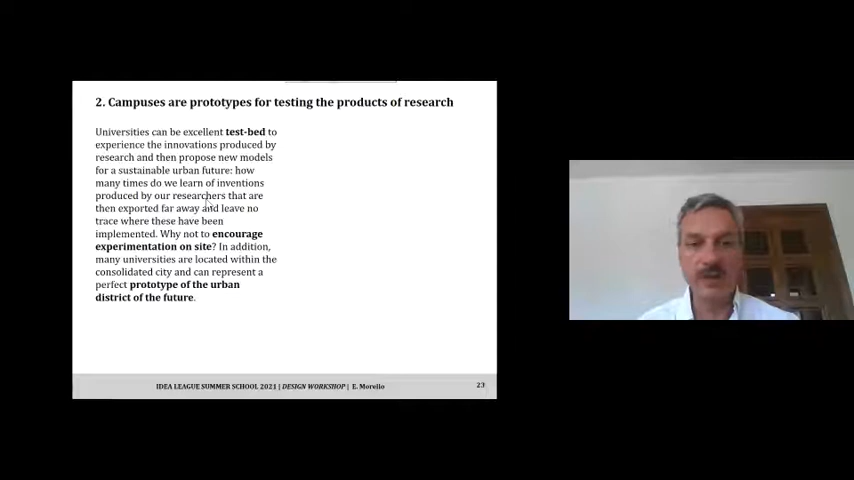 2. Campuses are prototypes for testing the products of research
Universities can be excellent test-bed to
experience the innovations produced by
research and then propose new models
for a sustainable urban future: how
many times do we learn of inventions
produced by our researchers that are
then exported far away and leave no
trace where these have been
implemented. Why not to encourage
experimentation on site? In addition,
many universities are located within the
consolidated city and can represent a
perfect prototype of the urban
district of the future.
IDEA LEAGUE SUMMER SCHOOL 2021 | DESIGN WORKSHOP | E. Morello
23